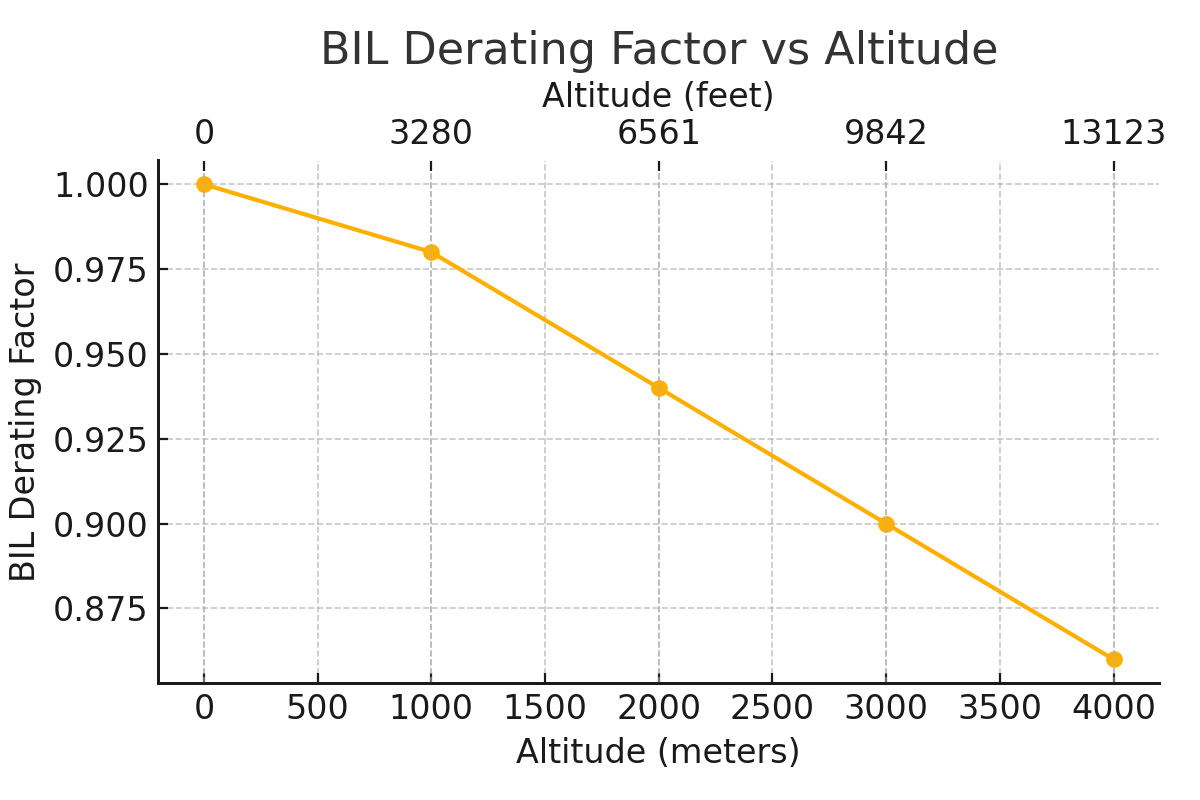 BIL Derating Factor vs Altitude
Altitude (feet)
0 3280 6561 9842 13123
1.000
0.975
0.950
0.925
0.900
0.875
BIL Derating Factor
0 500 1000 1500 2000 2500 3000 3500 4000
Altitude (meters)